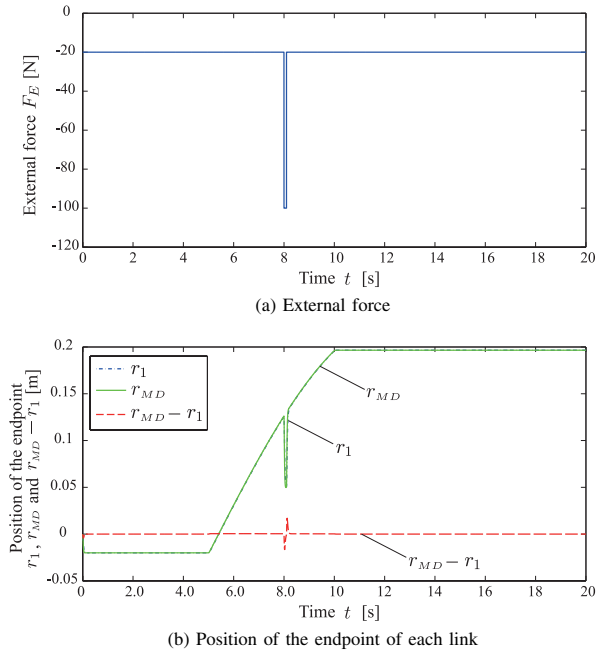 0
-20
-40
-60
-80
-100
-120
External force F_E [N]
0 2 4 6 8 10 12 14 16 18 20
Time t [s]
(a) External force
0.2
0.15
0.1
0.05
0
-0.05
Position of the endpoint
r_1, r_MD and r_MD − r_1 [m]
r_1
r_MD
r_MD − r_1
r_MD
r_1
r_MD − r_1
0 2.0 4.0 6.0 8.0 10 12 14 16 18 20
Time t [s]
(b) Position of the endpoint of each link